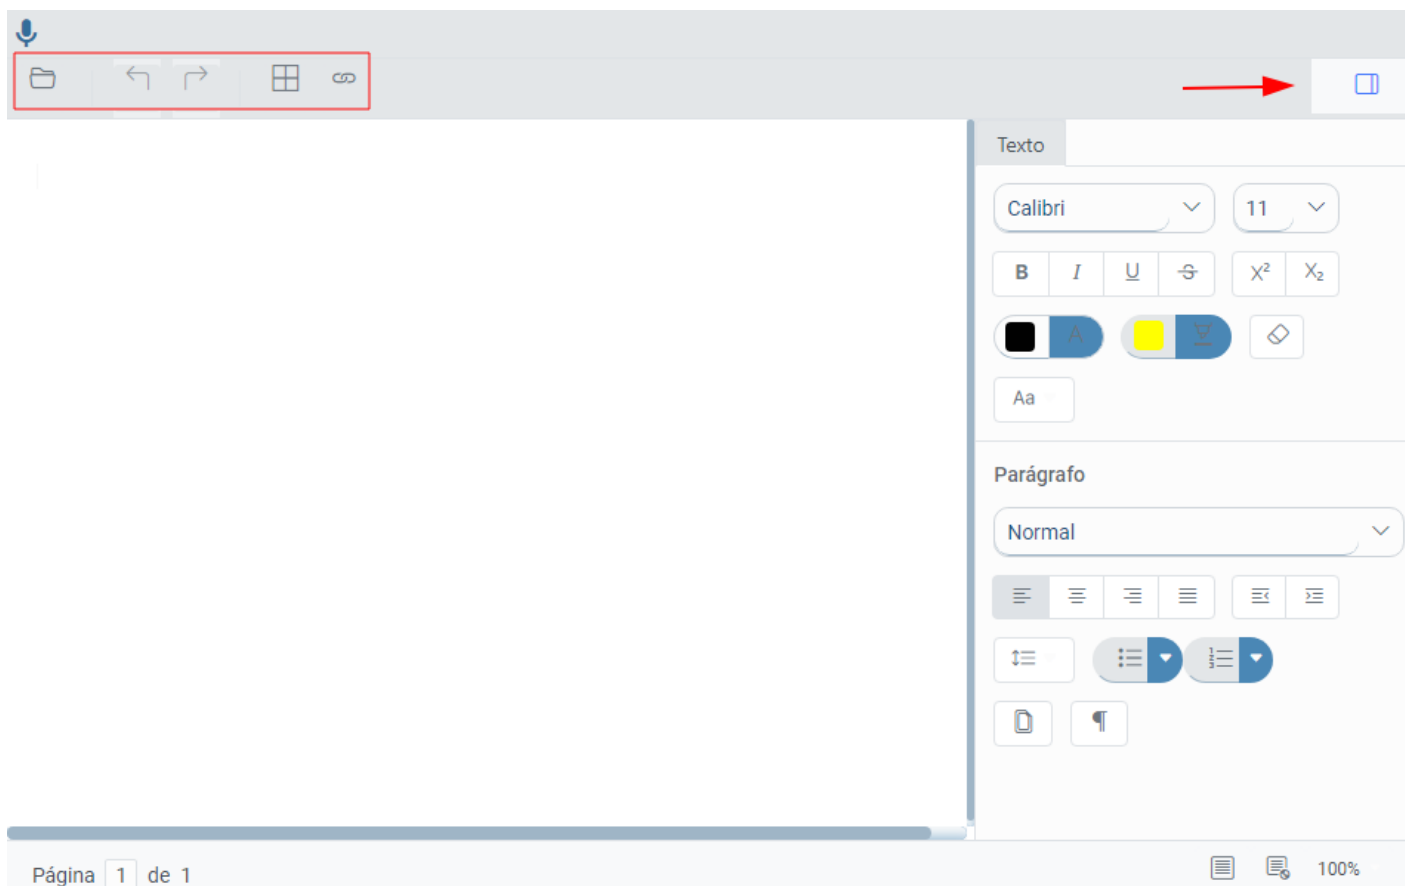 Texto
Calibri 11
B I U S X² X₂
A
Aa
Parágrafo
Normal
¶
Página 1 de 1
100%